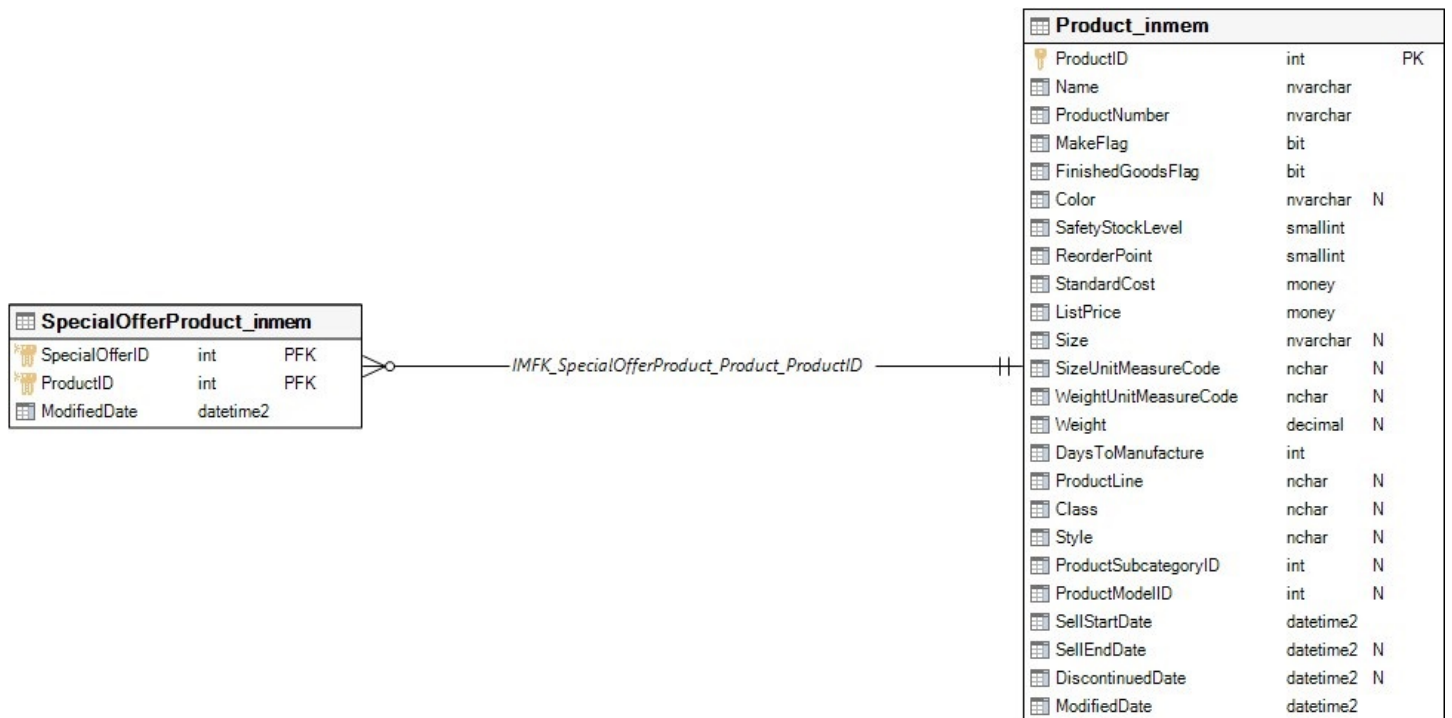 SpecialOfferProduct_inmem
SpecialOfferID int PFK
ProductID int PFK
ModifiedDate datetime2
IMFK_SpecialOfferProduct_Product_ProductID
Product_inmem
ProductID int PK
Name nvarchar
ProductNumber nvarchar
MakeFlag bit
FinishedGoodsFlag bit
Color nvarchar N
SafetyStockLevel smallint
ReorderPoint smallint
StandardCost money
ListPrice money
Size nvarchar N
SizeUnitMeasureCode nchar N
WeightUnitMeasureCode nchar N
Weight decimal N
DaysToManufacture int
ProductLine nchar N
Class nchar N
Style nchar N
ProductSubcategoryID int N
ProductModelID int N
SellStartDate datetime2
SellEndDate datetime2 N
DiscontinuedDate datetime2 N
ModifiedDate datetime2